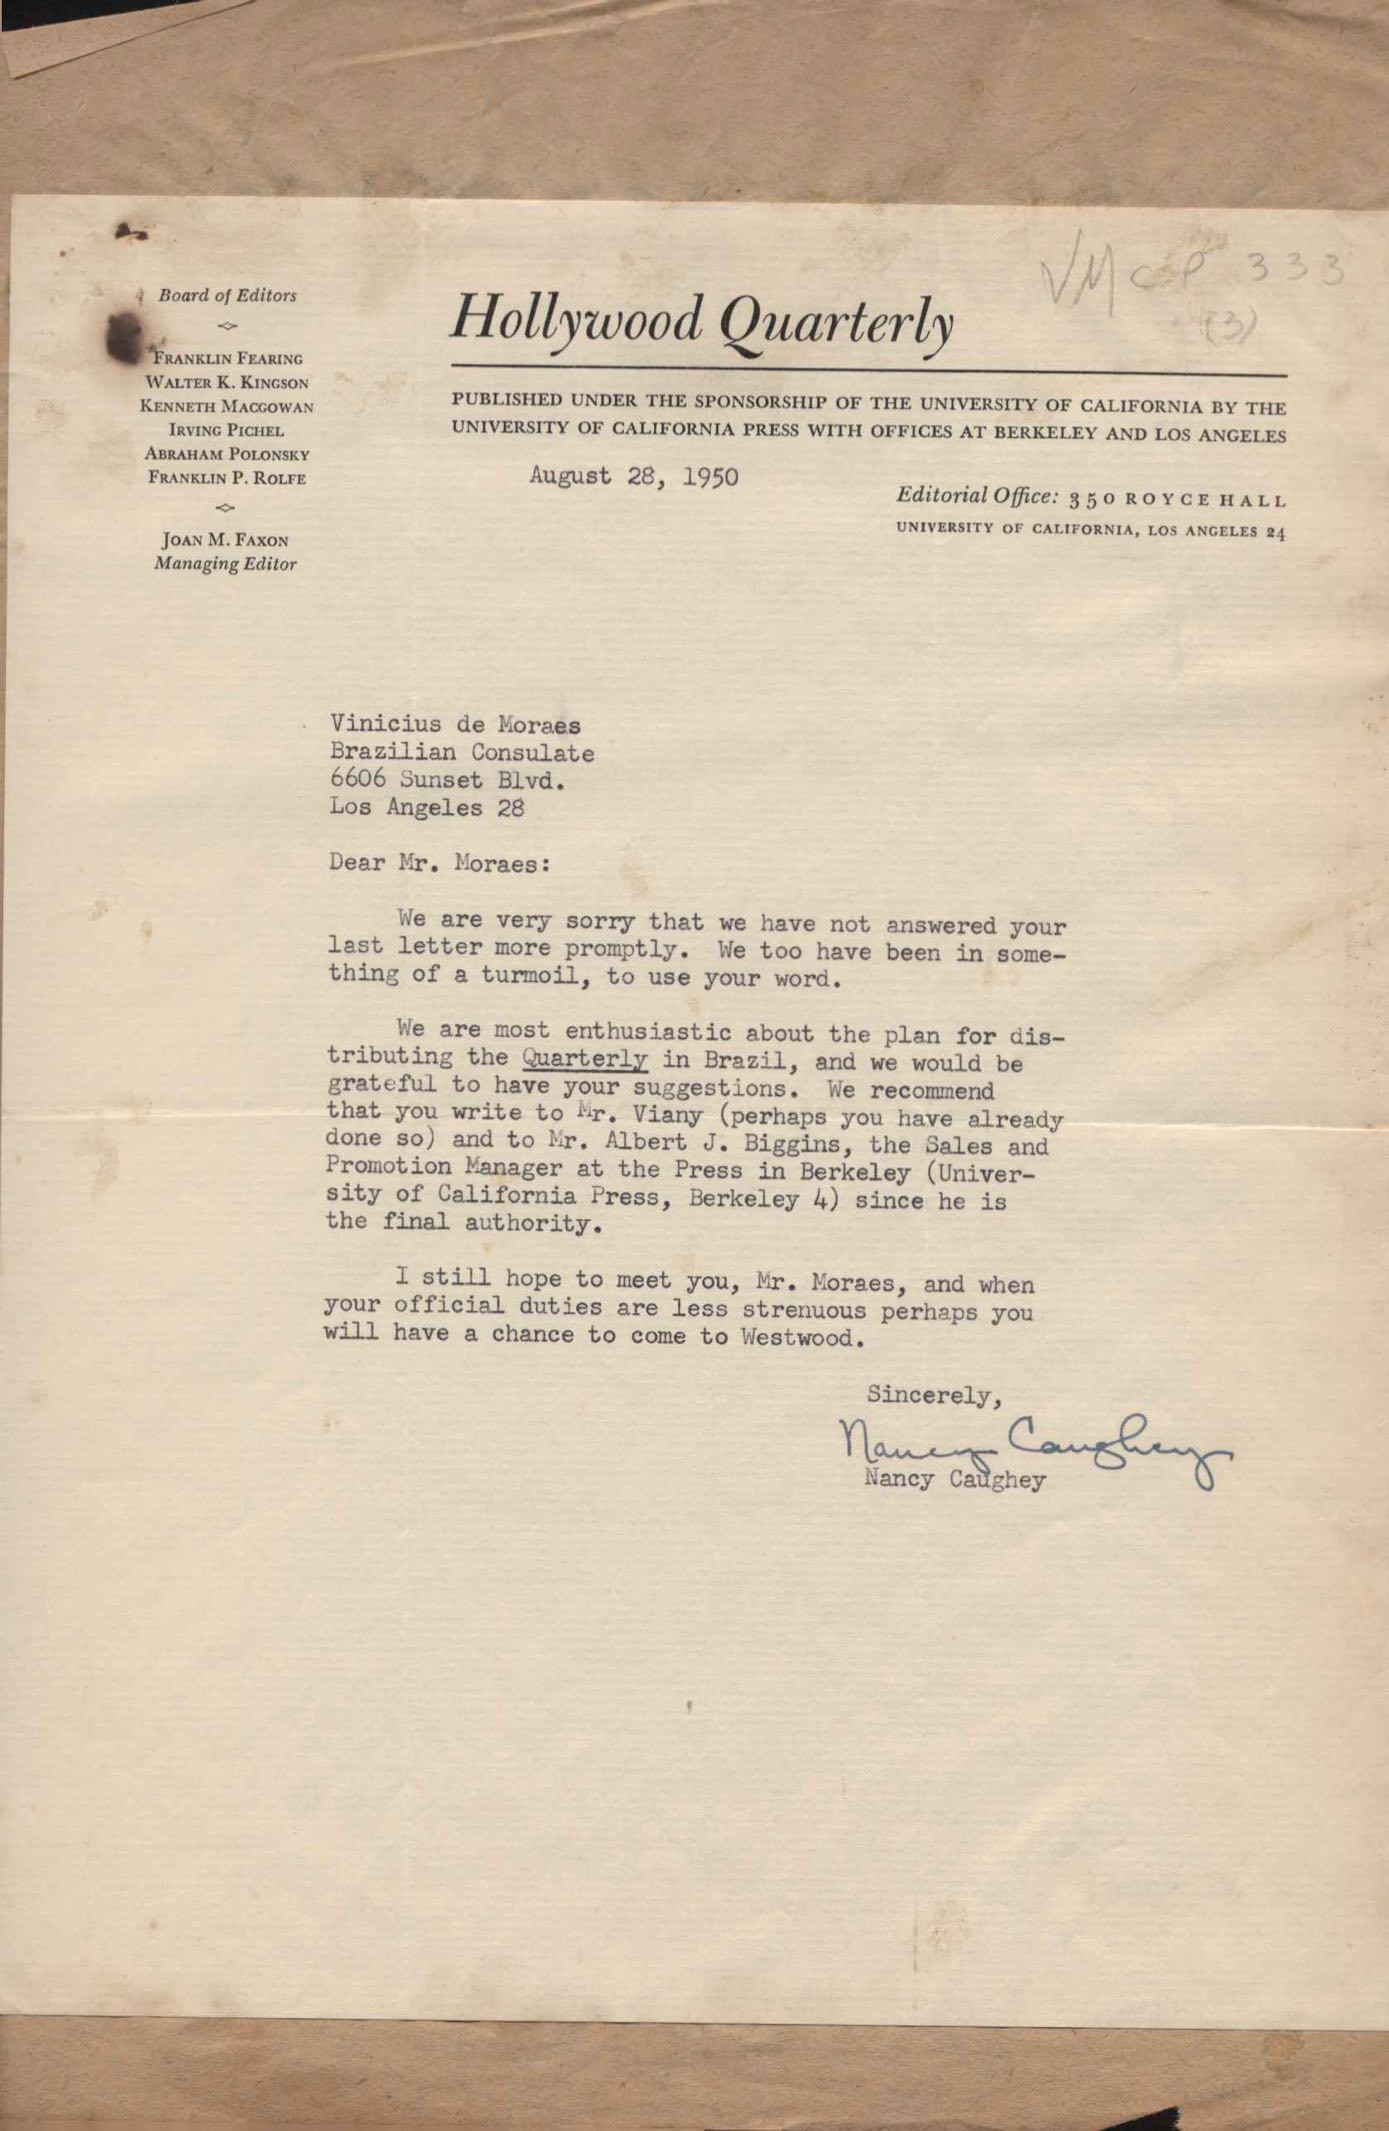 VMCP 333
(3)
Board of Editors
FRANKLIN FEARING
WALTER K. KINGSON
KENNETH MACGOWAN
IRVING PICHEL
ABRAHAM POLONSKY
FRANKLIN P. ROLFE
JOAN M. FAXON
Managing Editor
Hollywood Quarterly
PUBLISHED UNDER THE SPONSORSHIP OF THE UNIVERSITY OF CALIFORNIA BY THE
UNIVERSITY OF CALIFORNIA PRESS WITH OFFICES AT BERKELEY AND LOS ANGELES
August 28, 1950
Editorial Office: 350 ROYCE HALL
UNIVERSITY OF CALIFORNIA, LOS ANGELES 24
Vinicius de Moraes
Brazilian Consulate
6606 Sunset Blvd.
Los Angeles 28
Dear Mr. Moraes:
We are very sorry that we have not answered your
last letter more promptly. We too have been in some-
thing of a turmoil, to use your word.
We are most enthusiastic about the plan for dis-
tributing the Quarterly in Brazil, and we would be
grateful to have your suggestions. We recommend
that you write to Mr. Viany (perhaps you have already
done so) and to Mr. Albert J. Biggins, the Sales and
Promotion Manager at the Press in Berkeley (Univer-
sity of California Press, Berkeley 4) since he is
the final authority.
I still hope to meet you, Mr. Moraes, and when
your official duties are less strenuous perhaps you
will have a chance to come to Westwood.
Sincerely,
Nancy Caughey
Nancy Caughey